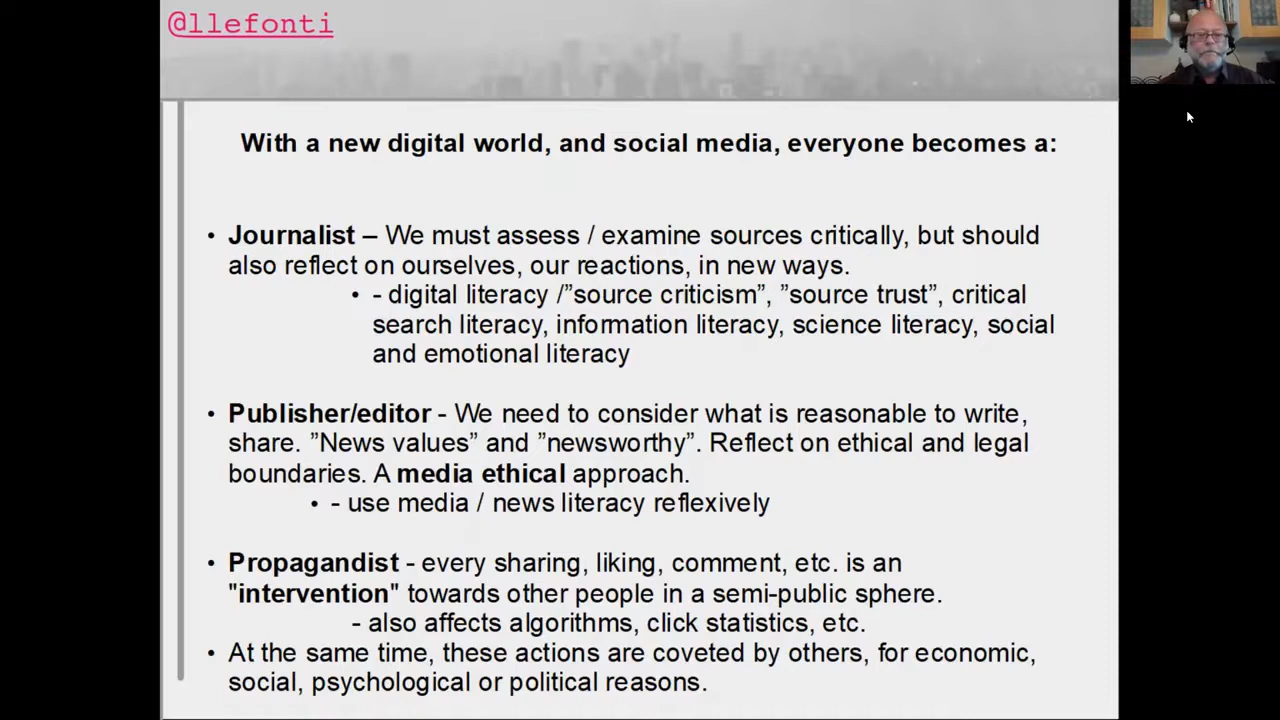 @llefonti
With a new digital world, and social media, everyone becomes a:
• Journalist – We must assess / examine sources critically, but should
also reflect on ourselves, our reactions, in new ways.
• - digital literacy /”source criticism”, ”source trust”, critical
search literacy, information literacy, science literacy, social
and emotional literacy
• Publisher/editor - We need to consider what is reasonable to write,
share. ”News values” and ”newsworthy”. Reflect on ethical and legal
boundaries. A media ethical approach.
• - use media / news literacy reflexively
• Propagandist - every sharing, liking, comment, etc. is an
"intervention" towards other people in a semi-public sphere.
- also affects algorithms, click statistics, etc.
• At the same time, these actions are coveted by others, for economic,
social, psychological or political reasons.